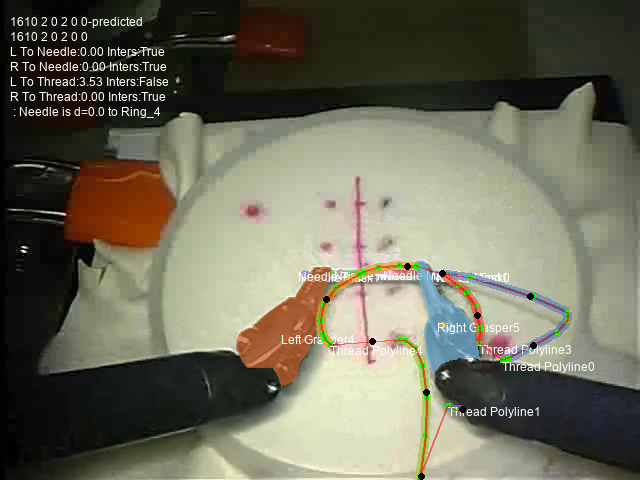 1610 2 0 2 0 0-predicted
1610 2 0 2 0 0
L To Needle:0.00 Inters:True
R To Needle:0.00 Inters:True
L To Thread:3.53 Inters:False
R To Thread:0.00 Inters:True
: Needle is d=0.0 to Ring_4
Needle
Right Grasper5
Left Grasper4
Thread Polyline4
Thread Polyline3
Thread Polyline0
Thread Polyline1